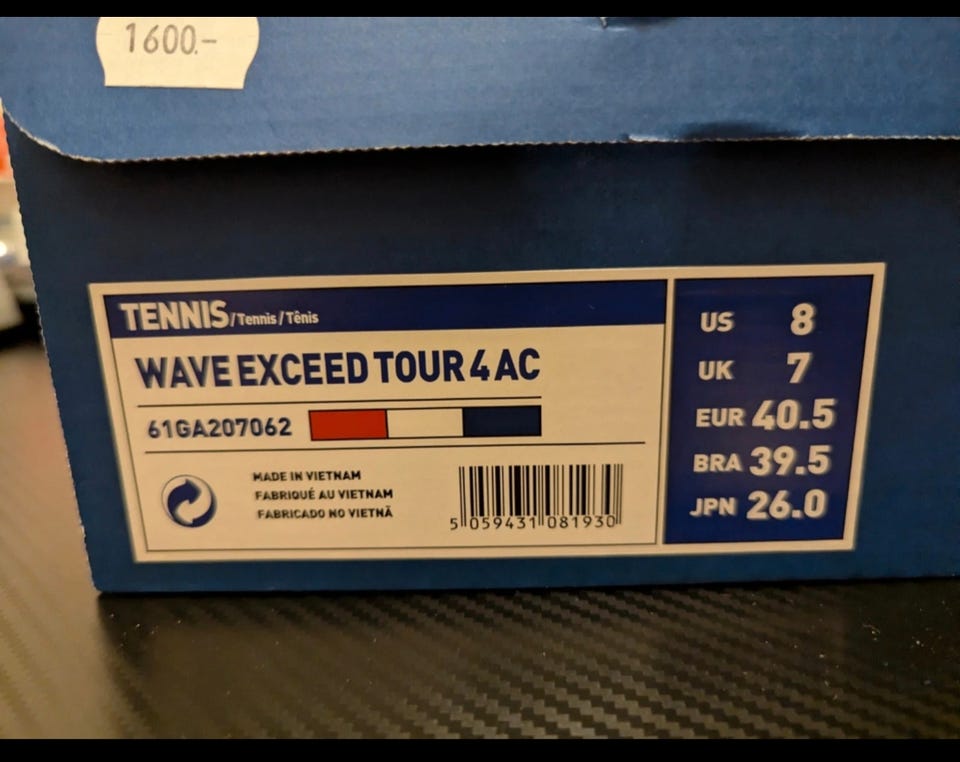 1600.-
TENNIS/Tennis/Tênis
WAVE EXCEED TOUR 4 AC
61GA207062
MADE IN VIETNAM
FABRIQUÉ AU VIETNAM
FABRICADO NO VIETNÃ
5 059431 081930
US 8
UK 7
EUR 40.5
BRA 39.5
JPN 26.0